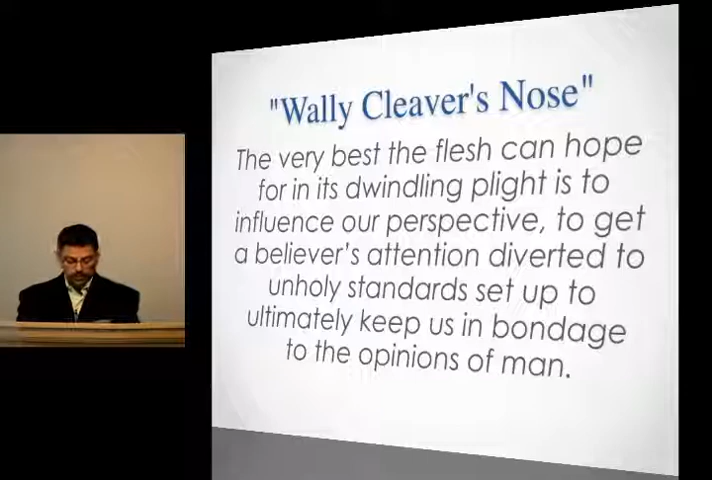 "Wally Cleaver's Nose"
The very best the flesh can hope
for in its dwindling plight is to
influence our perspective, to get
a believer's attention diverted to
unholy standards set up to
ultimately keep us in bondage
to the opinions of man.